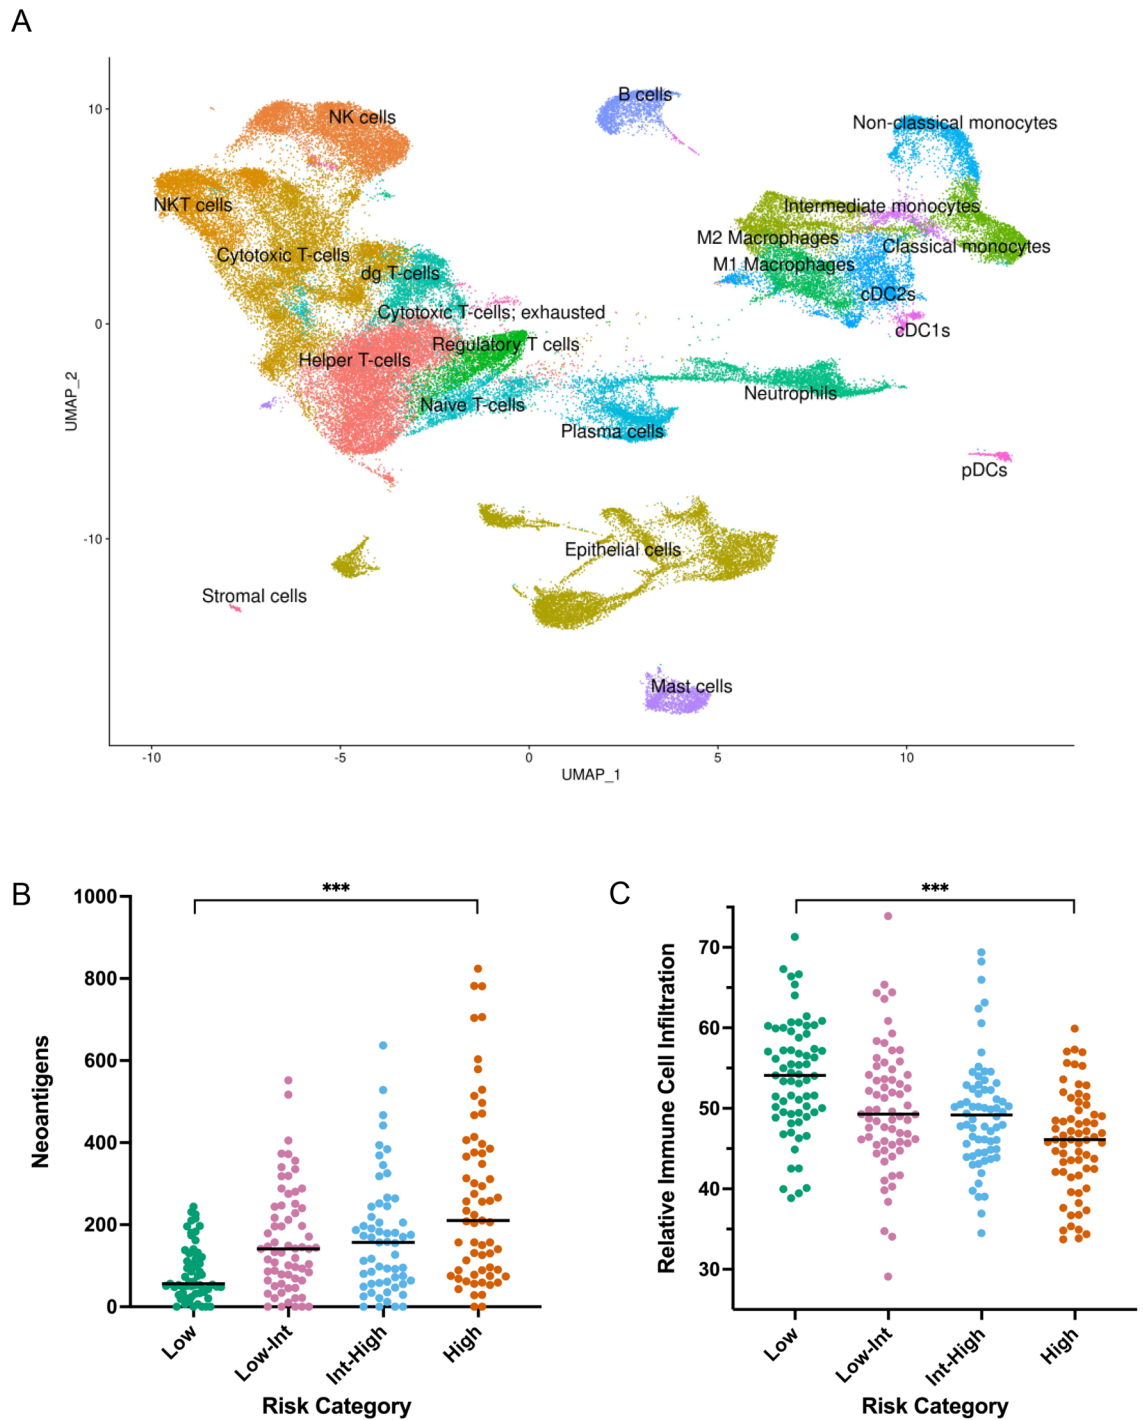 A
10
0
-10
UMAP_2
NK cells
B cells
Non-classical monocytes
NKT cells
Intermediate monocytes
M2 Macrophages
Classical monocytes
Cytotoxic T-cells
M1 Macrophages
dg T-cells
cDC2s
Cytotoxic T-cells; exhausted
cDC1s
Regulatory T cells
Helper T-cells
Neutrophils
Naive T-cells
Plasma cells
pDCs
Epithelial cells
Stromal cells
Mast cells
-10
-5
0
5
10
UMAP_1
B
***
1000
800
600
400
200
0
Neoantigens
Low
Low-Int
Int-High
High
Risk Category
C
***
70
60
50
40
30
Relative Immune Cell Infiltration
Low
Low-Int
Int-High
High
Risk Category